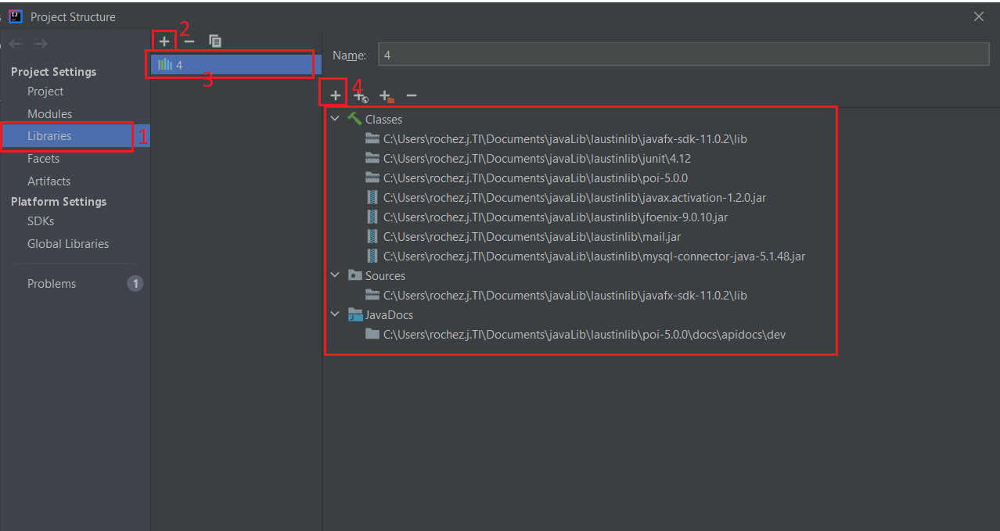 Project Structure
2
4
3
Name: 4
4
Project Settings
Project
Modules
Libraries
1
Facets
Artifacts
Platform Settings
SDKs
Global Libraries
Problems 1
Classes
C:\Users\rochez.j.TI\Documents\javaLib\laustinlib\javafx-sdk-11.0.2\lib
C:\Users\rochez.j.TI\Documents\javaLib\laustinlib\junit\4.12
C:\Users\rochez.j.TI\Documents\javaLib\laustinlib\poi-5.0.0
C:\Users\rochez.j.TI\Documents\javaLib\laustinlib\javax.activation-1.2.0.jar
C:\Users\rochez.j.TI\Documents\javaLib\laustinlib\jfoenix-9.0.10.jar
C:\Users\rochez.j.TI\Documents\javaLib\laustinlib\mail.jar
C:\Users\rochez.j.TI\Documents\javaLib\laustinlib\mysql-connector-java-5.1.48.jar
Sources
C:\Users\rochez.j.TI\Documents\javaLib\laustinlib\javafx-sdk-11.0.2\lib
JavaDocs
C:\Users\rochez.j.TI\Documents\javaLib\laustinlib\poi-5.0.0\docs\apidocs\dev